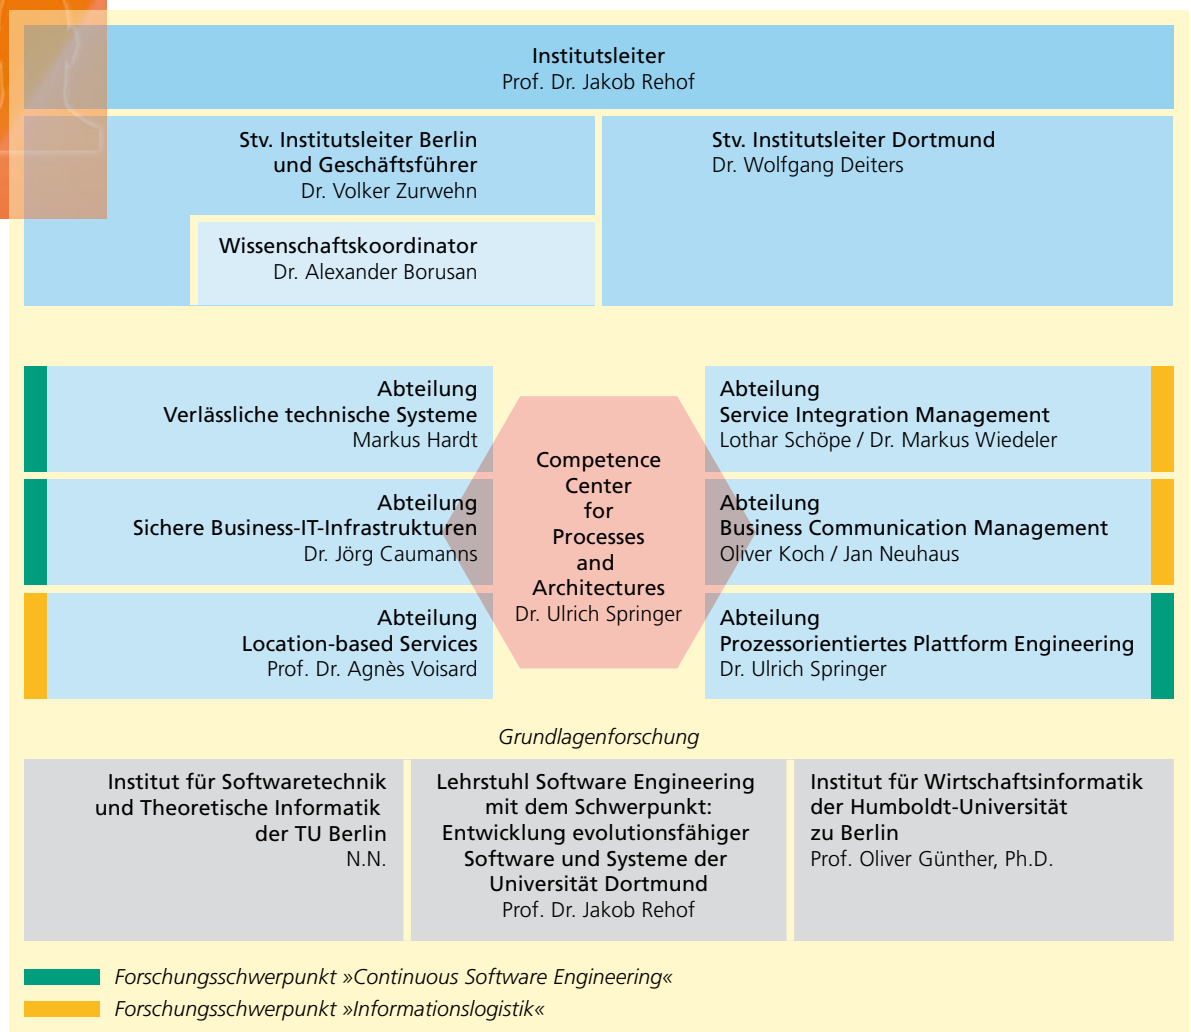 Institutsleiter
Prof. Dr. Jakob Rehof
Stv. Institutsleiter Berlin
und Geschäftsführer
Dr. Volker Zurwehn
Wissenschaftskoordinator
Dr. Alexander Borusan
Stv. Institutsleiter Dortmund
Dr. Wolfgang Deiters
Abteilung
Verlässliche technische Systeme
Markus Hardt
Abteilung
Sichere Business-IT-Infrastrukturen
Dr. Jörg Caumanns
Abteilung
Location-based Services
Prof. Dr. Agnès Voisard
Competence
Center
for
Processes
and
Architectures
Dr. Ulrich Springer
Abteilung
Service Integration Management
Lothar Schöpe / Dr. Markus Wiedeler
Abteilung
Business Communication Management
Oliver Koch / Jan Neuhaus
Abteilung
Prozessorientiertes Plattform Engineering
Dr. Ulrich Springer
Grundlagenforschung
Institut für Softwaretechnik
und Theoretische Informatik
der TU Berlin
N.N.
Lehrstuhl Software Engineering
mit dem Schwerpunkt:
Entwicklung evolutionsfähiger
Software und Systeme der
Universität Dortmund
Prof. Dr. Jakob Rehof
Institut für Wirtschaftsinformatik
der Humboldt-Universität
zu Berlin
Prof. Oliver Günther, Ph.D.
Forschungsschwerpunkt »Continuous Software Engineering«
Forschungsschwerpunkt »Informationslogistik«